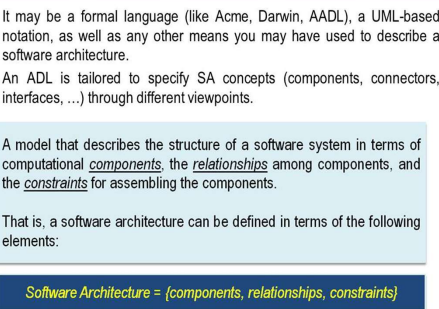 It may be a formal language (like Acme, Darwin, AADL), a UML-based
notation, as well as any other means you may have used to describe a
software architecture.
An ADL is tailored to specify SA concepts (components, connectors,
interfaces, …) through different viewpoints.
A model that describes the structure of a software system in terms of
computational components, the relationships among components, and
the constraints for assembling the components.
That is, a software architecture can be defined in terms of the following
elements:
Software Architecture = {components, relationships, constraints}